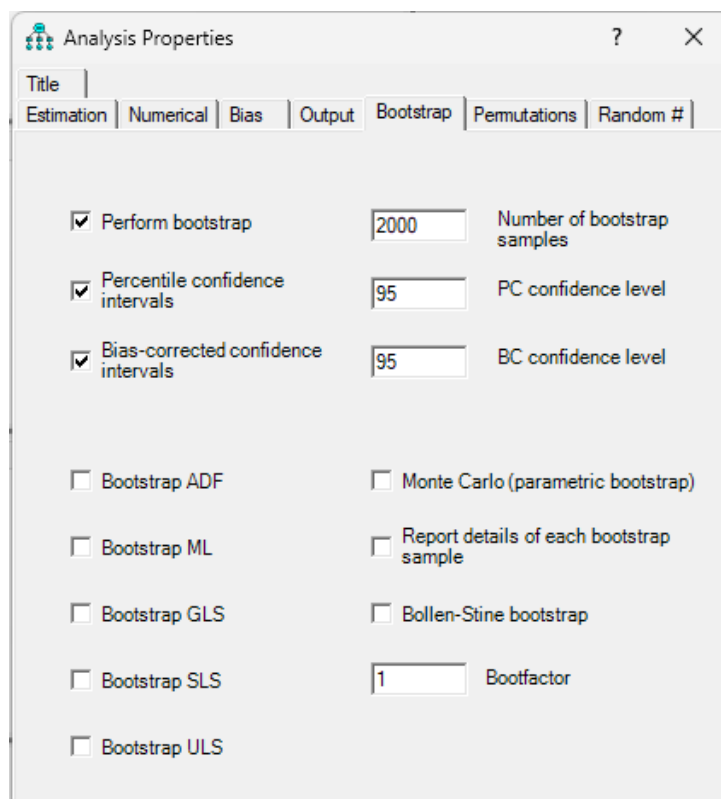 Analysis Properties ? ×
Title
Estimation Numerical Bias Output Bootstrap Permutations Random #
Perform bootstrap 2000 Number of bootstrap
samples
Percentile confidence
intervals 95 PC confidence level
Bias-corrected confidence
intervals 95 BC confidence level
Bootstrap ADF Monte Carlo (parametric bootstrap)
Bootstrap ML Report details of each bootstrap
sample
Bootstrap GLS Bollen-Stine bootstrap
Bootstrap SLS 1 Bootfactor
Bootstrap ULS